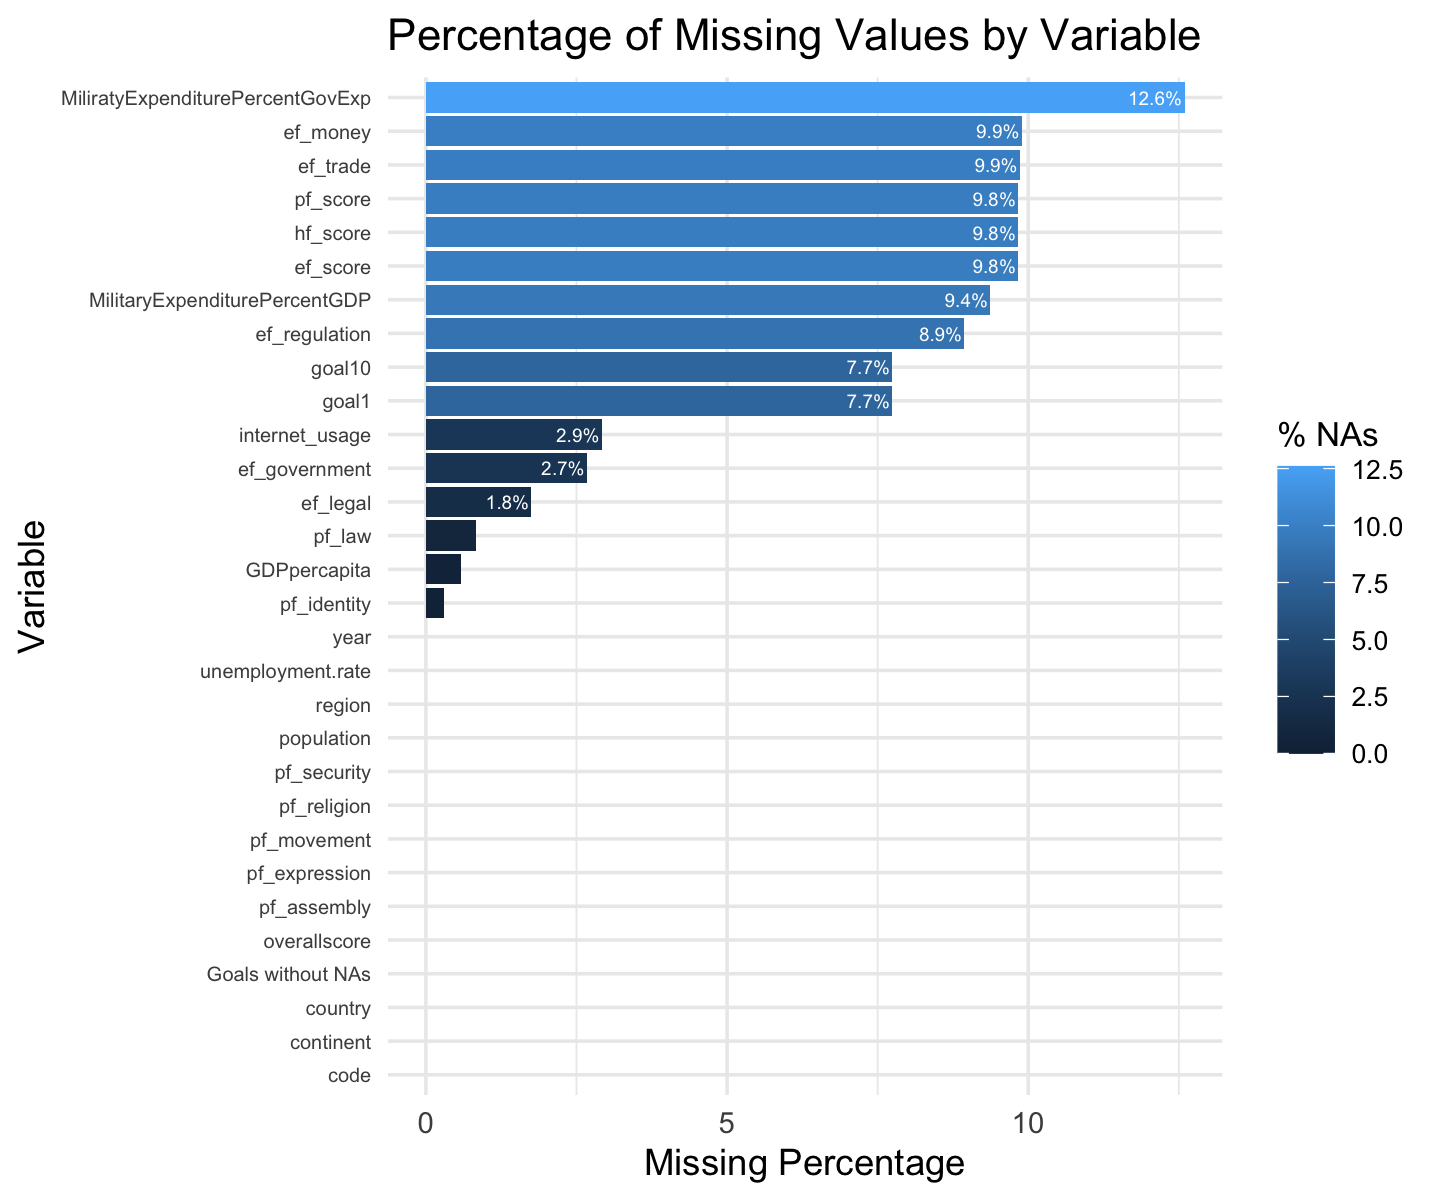 Percentage of Missing Values by Variable
MiliratyExpenditurePercentGovExp 12.6%
ef_money 9.9%
ef_trade 9.9%
pf_score 9.8%
hf_score 9.8%
ef_score 9.8%
MilitaryExpenditurePercentGDP 9.4%
ef_regulation 8.9%
goal10 7.7%
goal1 7.7%
internet_usage 2.9%
ef_government 2.7%
ef_legal 1.8%
pf_law
GDPpercapita
pf_identity
year
unemployment.rate
region
population
pf_security
pf_religion
pf_movement
pf_expression
pf_assembly
overallscore
Goals without NAs
country
continent
code
Variable
0 5 10
Missing Percentage
% NAs
12.5
10.0
7.5
5.0
2.5
0.0